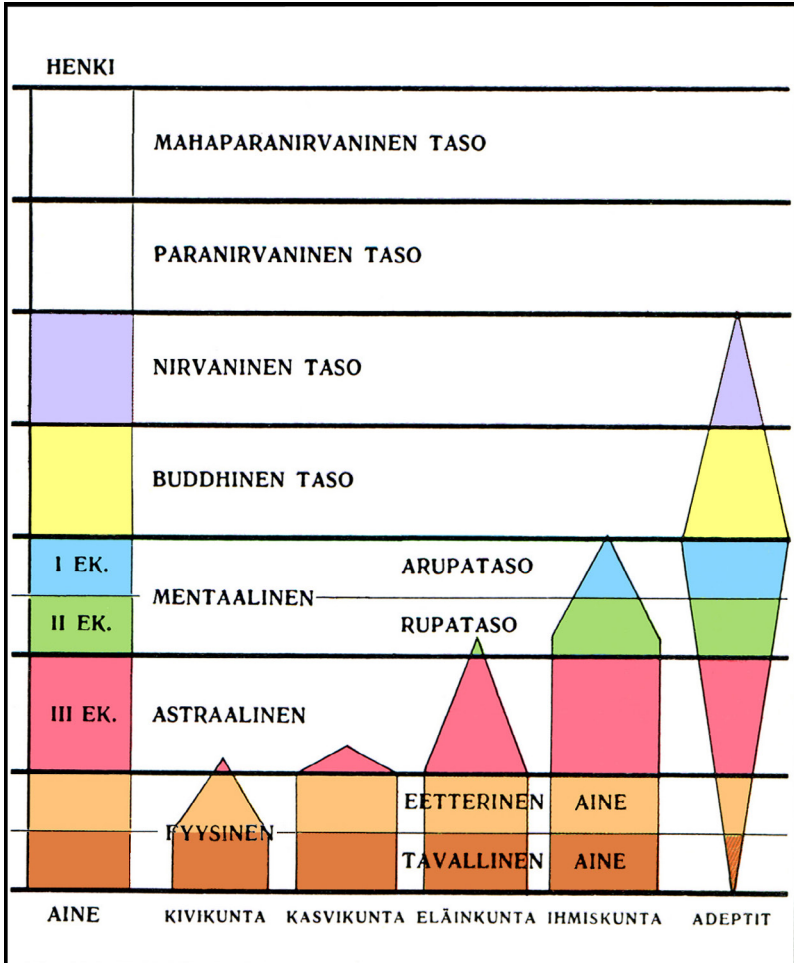 HENKI
MAHAPARANIRVANINEN TASO
PARANIRVANINEN TASO
NIRVANINEN TASO
BUDDHINEN TASO
I EK.
ARUPATASO
MENTAALINEN
II EK.
RUPATASO
III EK.
ASTRAALINEN
EETTERINEN AINE
FYYSINEN
TAVALLINEN AINE
AINE KIVIKUNTA KASVIKUNTA ELÄINKUNTA IHMISKUNTA ADEPTIT